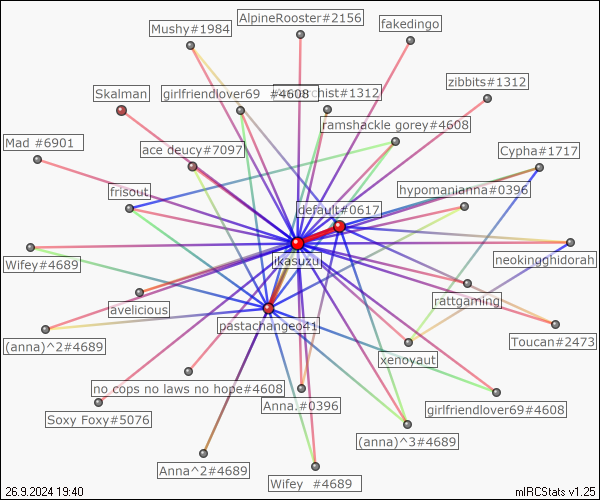 AlpineRooster#2156
Mushy#1984
fakedingo
zibbits#1312
Skalman
girlfriendlover69 #4608
chist#1312
ramshackle gorey#4608
Mad #6901
ace deucy#7097
Cypha#1717
frisout
hypomanianna#0396
default#0617
Wifey#4689
ikasuzu
neokingghidorah
avelicious
rattgaming
pastachangeo41
(anna)^2#4689
Toucan#2473
xenoyaut
no cops no laws no hope#4608
Soxy Foxy#5076
Anna.#0396
girlfriendlover69#4608
(anna)^3#4689
Anna^2#4689
Wifey #4689
26.9.2024 19:40
mIRCStats v1.25